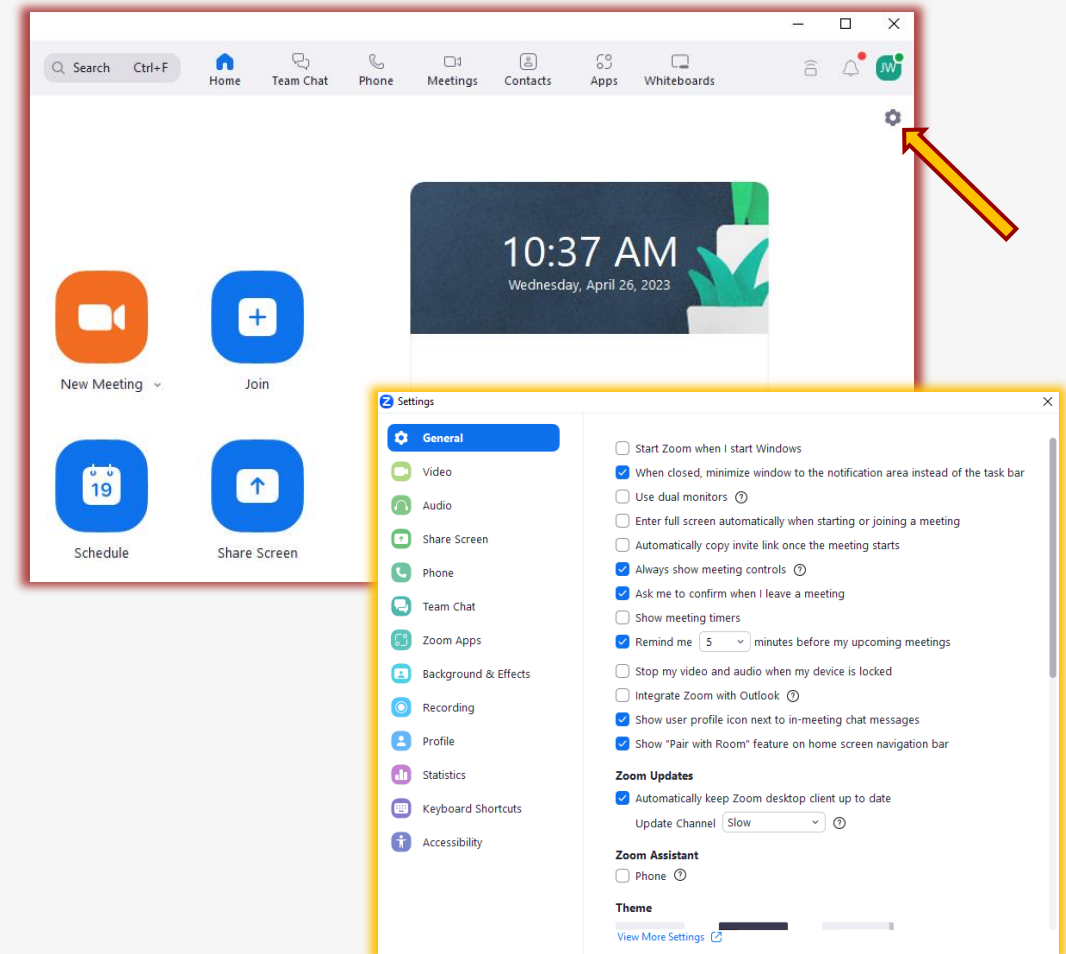 Search Ctrl+F
Home
Team Chat
Phone
Meetings
Contacts
Apps
Whiteboards
JW
10:37 AM
Wednesday, April 26, 2023
New Meeting
Join
19
Schedule
Share Screen
Settings
General
Video
Audio
Share Screen
Phone
Team Chat
Zoom Apps
Background & Effects
Recording
Profile
Statistics
Keyboard Shortcuts
Accessibility
Start Zoom when I start Windows
When closed, minimize window to the notification area instead of the task bar
Use dual monitors ?
Enter full screen automatically when starting or joining a meeting
Automatically copy invite link once the meeting starts
Always show meeting controls ?
Ask me to confirm when I leave a meeting
Show meeting timers
Remind me 5 minutes before my upcoming meetings
Stop my video and audio when my device is locked
Integrate Zoom with Outlook ?
Show user profile icon next to in-meeting chat messages
Show "Pair with Room" feature on home screen navigation bar
Zoom Updates
Automatically keep Zoom desktop client up to date
Update Channel Slow ?
Zoom Assistant
Phone ?
Theme
View More Settings